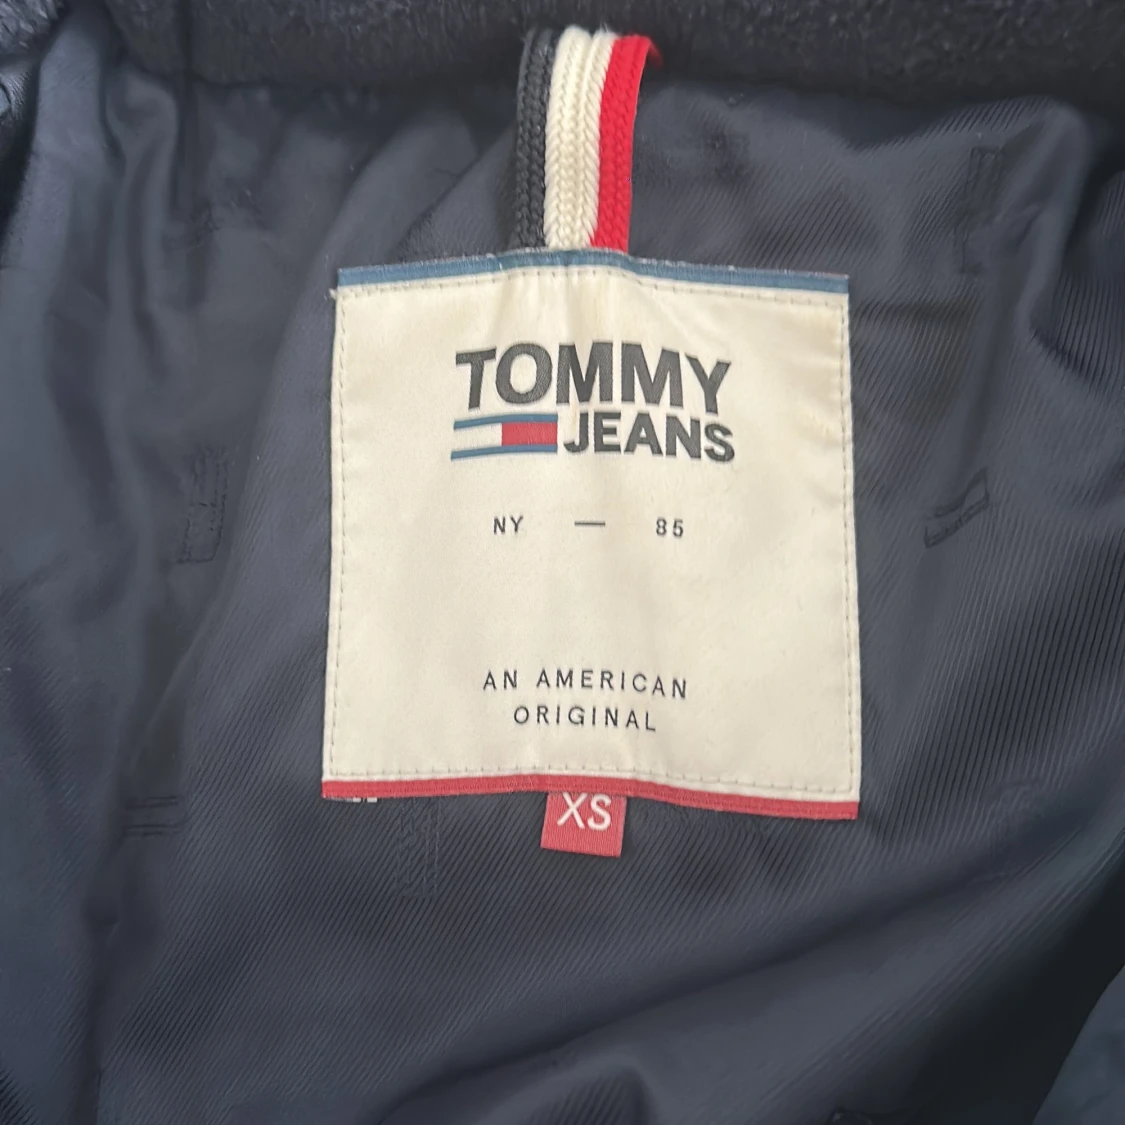 TOMMY
JEANS
NY — 85
AN AMERICAN
ORIGINAL
XS